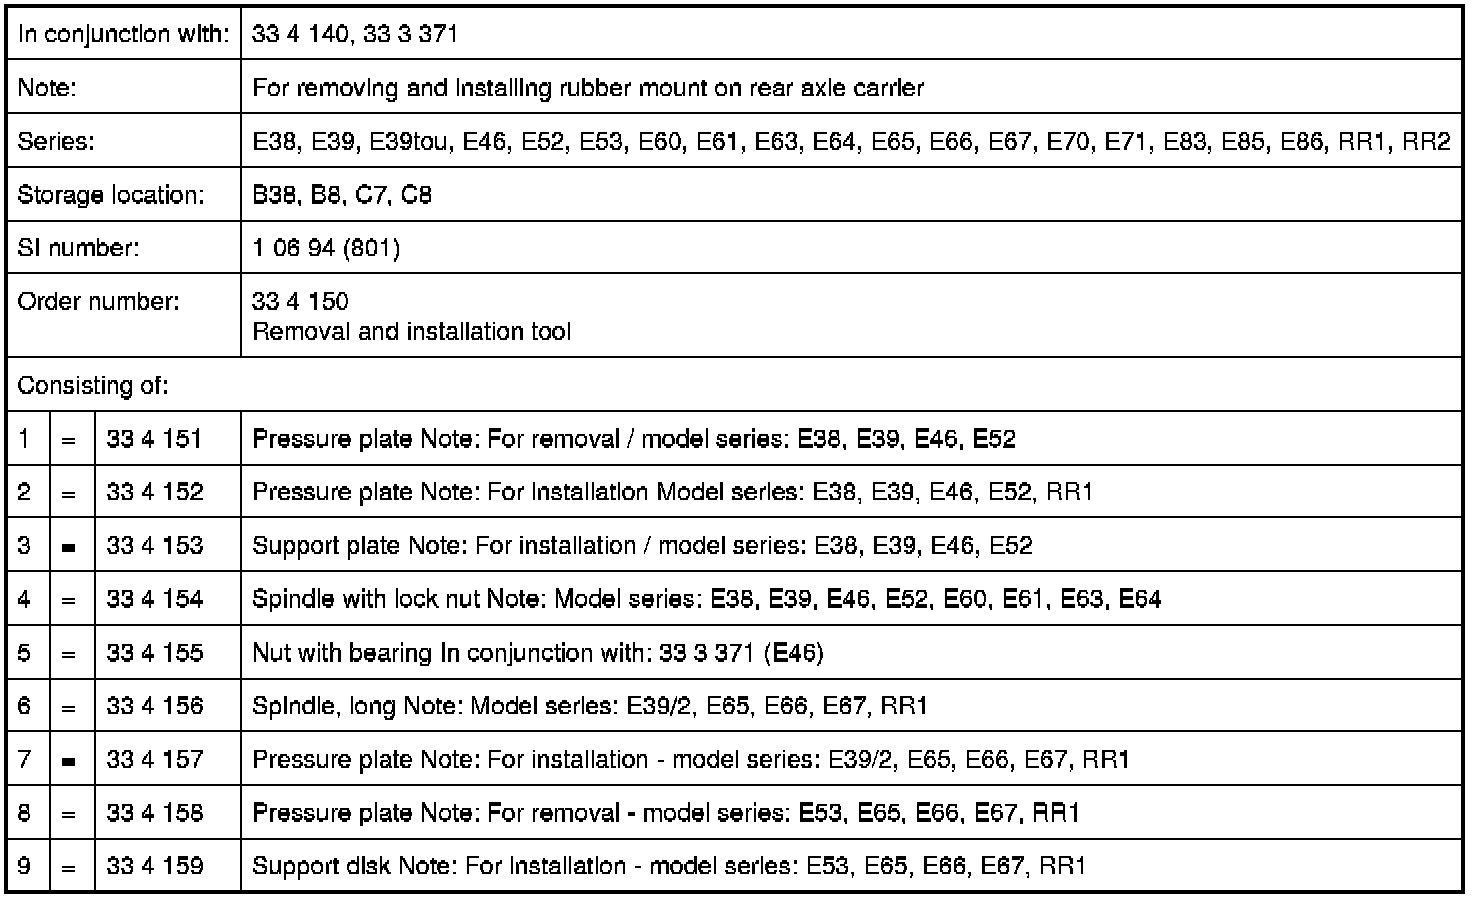 In conjunction with: 33 4 140, 33 3 371
Note: For removing and installing rubber mount on rear axle carrier
Series: E38, E39, E39tou, E46, E52, E53, E60, E61, E63, E64, E65, E66, E67, E70, E71, E83, E85, E86, RR1, RR2
Storage location: B38, B8, C7, C8
SI number: 1 06 94 (801)
Order number: 33 4 150
Removal and installation tool
Consisting of:
1 = 33 4 151 Pressure plate Note: For removal / model series: E38, E39, E46, E52
2 = 33 4 152 Pressure plate Note: For installation Model series: E38, E39, E46, E52, RR1
3 = 33 4 153 Support plate Note: For installation / model series: E38, E39, E46, E52
4 = 33 4 154 Spindle with lock nut Note: Model series: E38, E39, E46, E52, E60, E61, E63, E64
5 = 33 4 155 Nut with bearing In conjunction with: 33 3 371 (E46)
6 = 33 4 156 Spindle, long Note: Model series: E39/2, E65, E66, E67, RR1
7 = 33 4 157 Pressure plate Note: For installation - model series: E39/2, E65, E66, E67, RR1
8 = 33 4 158 Pressure plate Note: For removal - model series: E53, E65, E66, E67, RR1
9 = 33 4 159 Support disk Note: For installation - model series: E53, E65, E66, E67, RR1